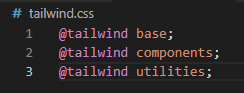 # tailwind.css
1 @tailwind base;
2 @tailwind components;
3 @tailwind utilities;